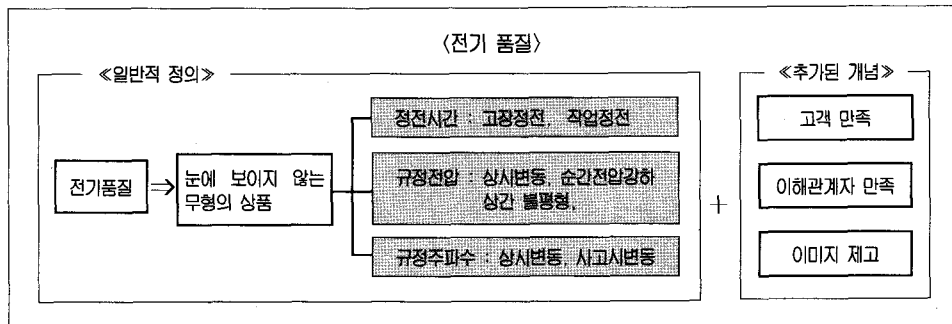 〈전기 품질〉
≪일반적 정의≫
전기품질
눈에 보이지 않는
무형의 상품
정전시간 : 고장정전, 작업정전
규정전압 : 상시변동, 순간전압강하
상간 불평형,
규정주파수 : 상시변동, 사고시변동
+
≪추가된 개념≫
고객 만족
이해관계자 만족
이미지 제고